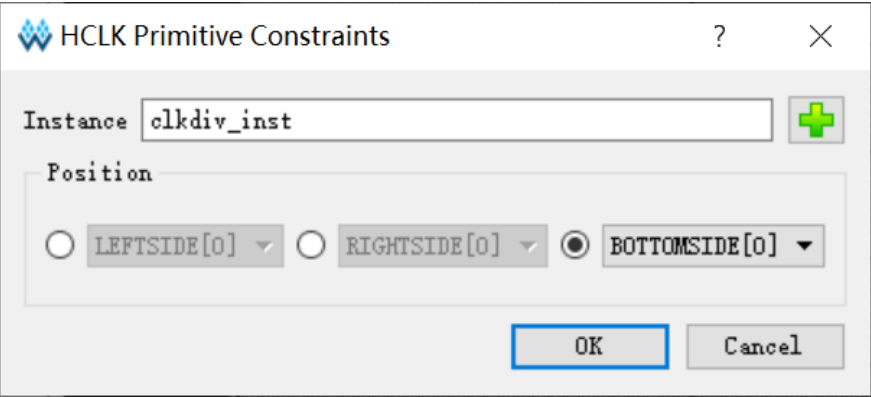 HCLK Primitive Constraints ?
Instance clkdiv_inst
Position
LEFTSIDE[0] RIGHTSIDE[0] BOTTOMSIDE[0]
OK Cancel